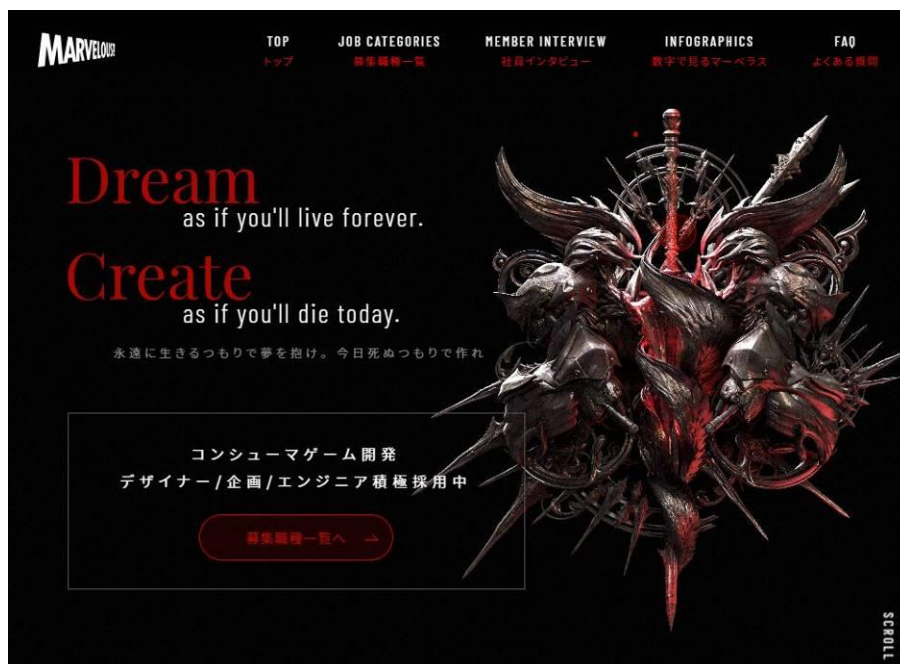 MARVELOUS!
TOP
トップ
JOB CATEGORIES
募集職種一覧
MEMBER INTERVIEW
社員インタビュー
INFOGRAPHICS
数字で見るマーベラス
FAQ
よくある質問
Dream
as if you'll live forever.
Create
as if you'll die today.
永遠に生きるつもりで夢を抱け。今日死ぬつもりで作れ
コンシューマゲーム開発
デザイナー/企画/エンジニア積極採用中
募集職種一覧へ
SCROLL